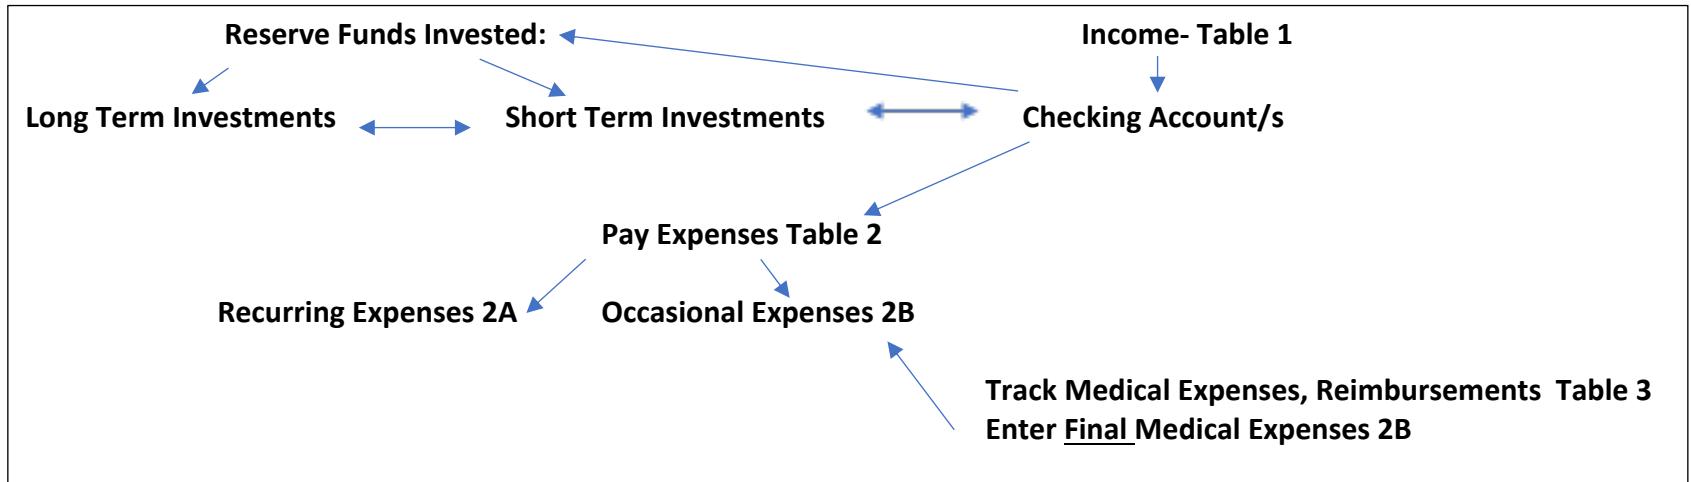 Reserve Funds Invested:
Income- Table 1
Long Term Investments
Short Term Investments
Checking Account/s
Pay Expenses Table 2
Recurring Expenses 2A
Occasional Expenses 2B
Track Medical Expenses, Reimbursements  Table 3
Enter Final Medical Expenses 2B